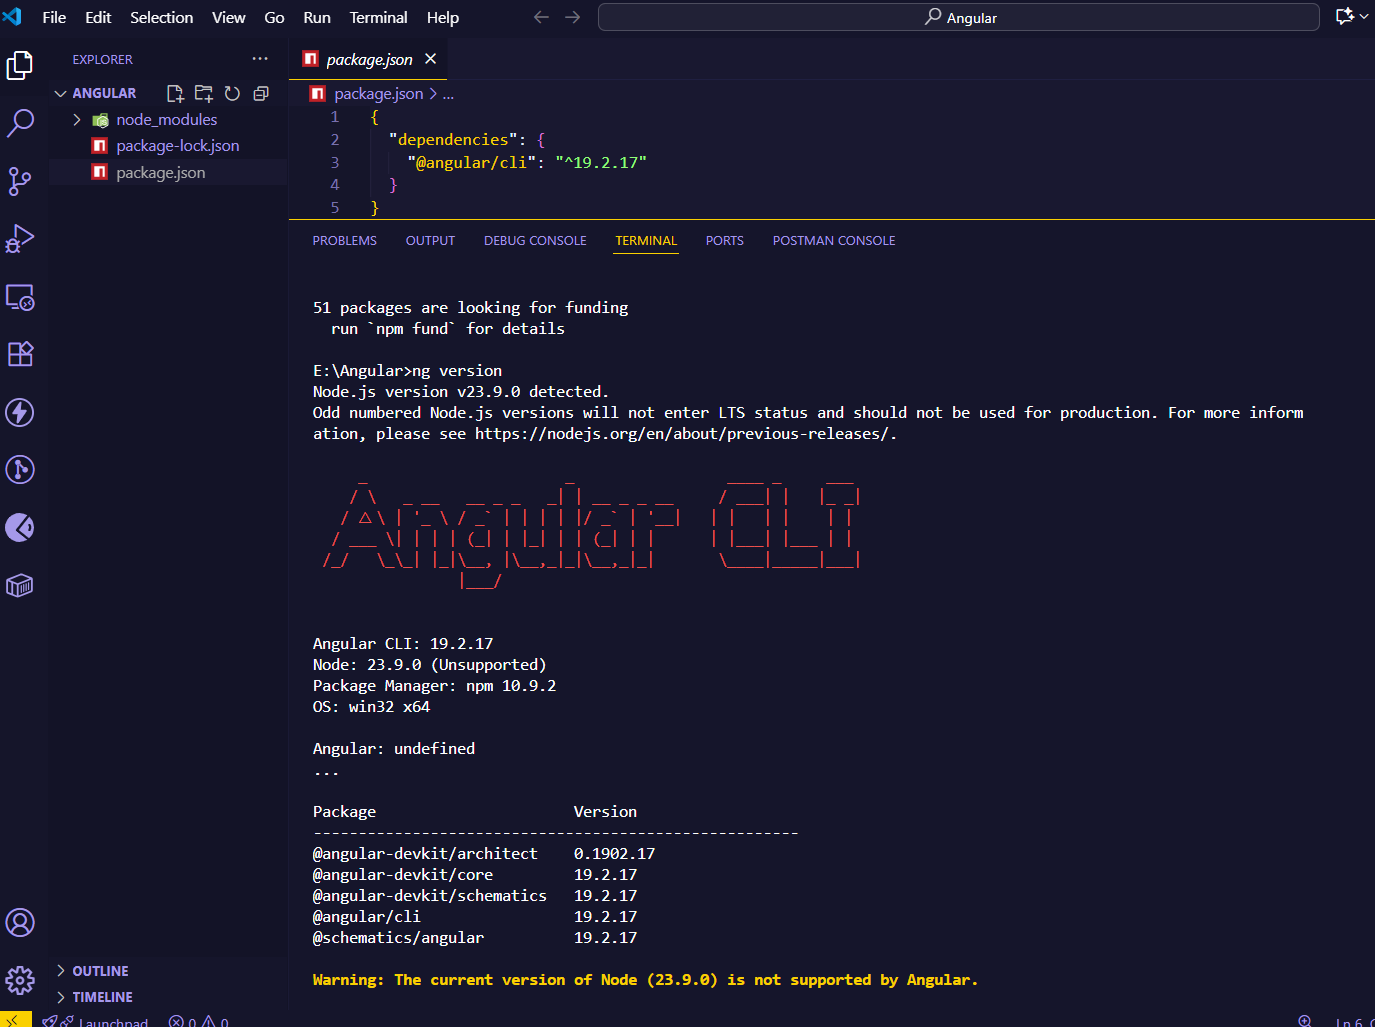 File Edit Selection View Go Run Terminal Help
Angular
EXPLORER
ANGULAR
node_modules
package-lock.json
package.json
package.json
package.json > ...
1 {
2 "dependencies": {
3 "@angular/cli": "^19.2.17"
4 }
5 }
PROBLEMS OUTPUT DEBUG CONSOLE TERMINAL PORTS POSTMAN CONSOLE
51 packages are looking for funding
run `npm fund` for details
E:\Angular>ng version
Node.js version v23.9.0 detected.
Odd numbered Node.js versions will not enter LTS status and should not be used for production. For more inform
ation, please see https://nodejs.org/en/about/previous-releases/.
Angular CLI
Angular CLI: 19.2.17
Node: 23.9.0 (Unsupported)
Package Manager: npm 10.9.2
OS: win32 x64
Angular: undefined
...
Package Version
------------------------------------------------------
@angular-devkit/architect 0.1902.17
@angular-devkit/core 19.2.17
@angular-devkit/schematics 19.2.17
@angular/cli 19.2.17
@schematics/angular 19.2.17
Warning: The current version of Node (23.9.0) is not supported by Angular.
OUTLINE
TIMELINE
Launchpad 0 0
Ln 6,